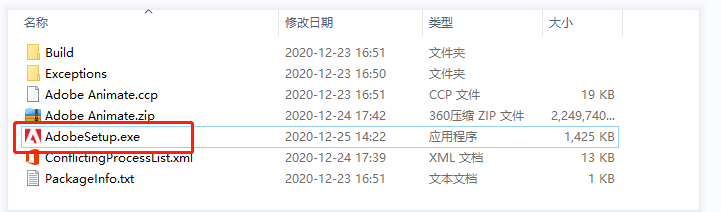 名称 修改日期 类型 大小
Build 2020-12-23 16:51 文件夹
Exceptions 2020-12-23 16:50 文件夹
Adobe Animate.ccp 2020-12-23 16:51 CCP 文件 19 KB
Adobe Animate.zip 2020-12-24 17:42 360压缩 ZIP 文件 2,249,740...
AdobeSetup.exe 2020-12-25 14:22 应用程序 1,425 KB
ConflictingProcessList.xml 2020-12-24 17:39 XML 文档 13 KB
PackageInfo.txt 2020-12-23 16:51 文本文档 1 KB